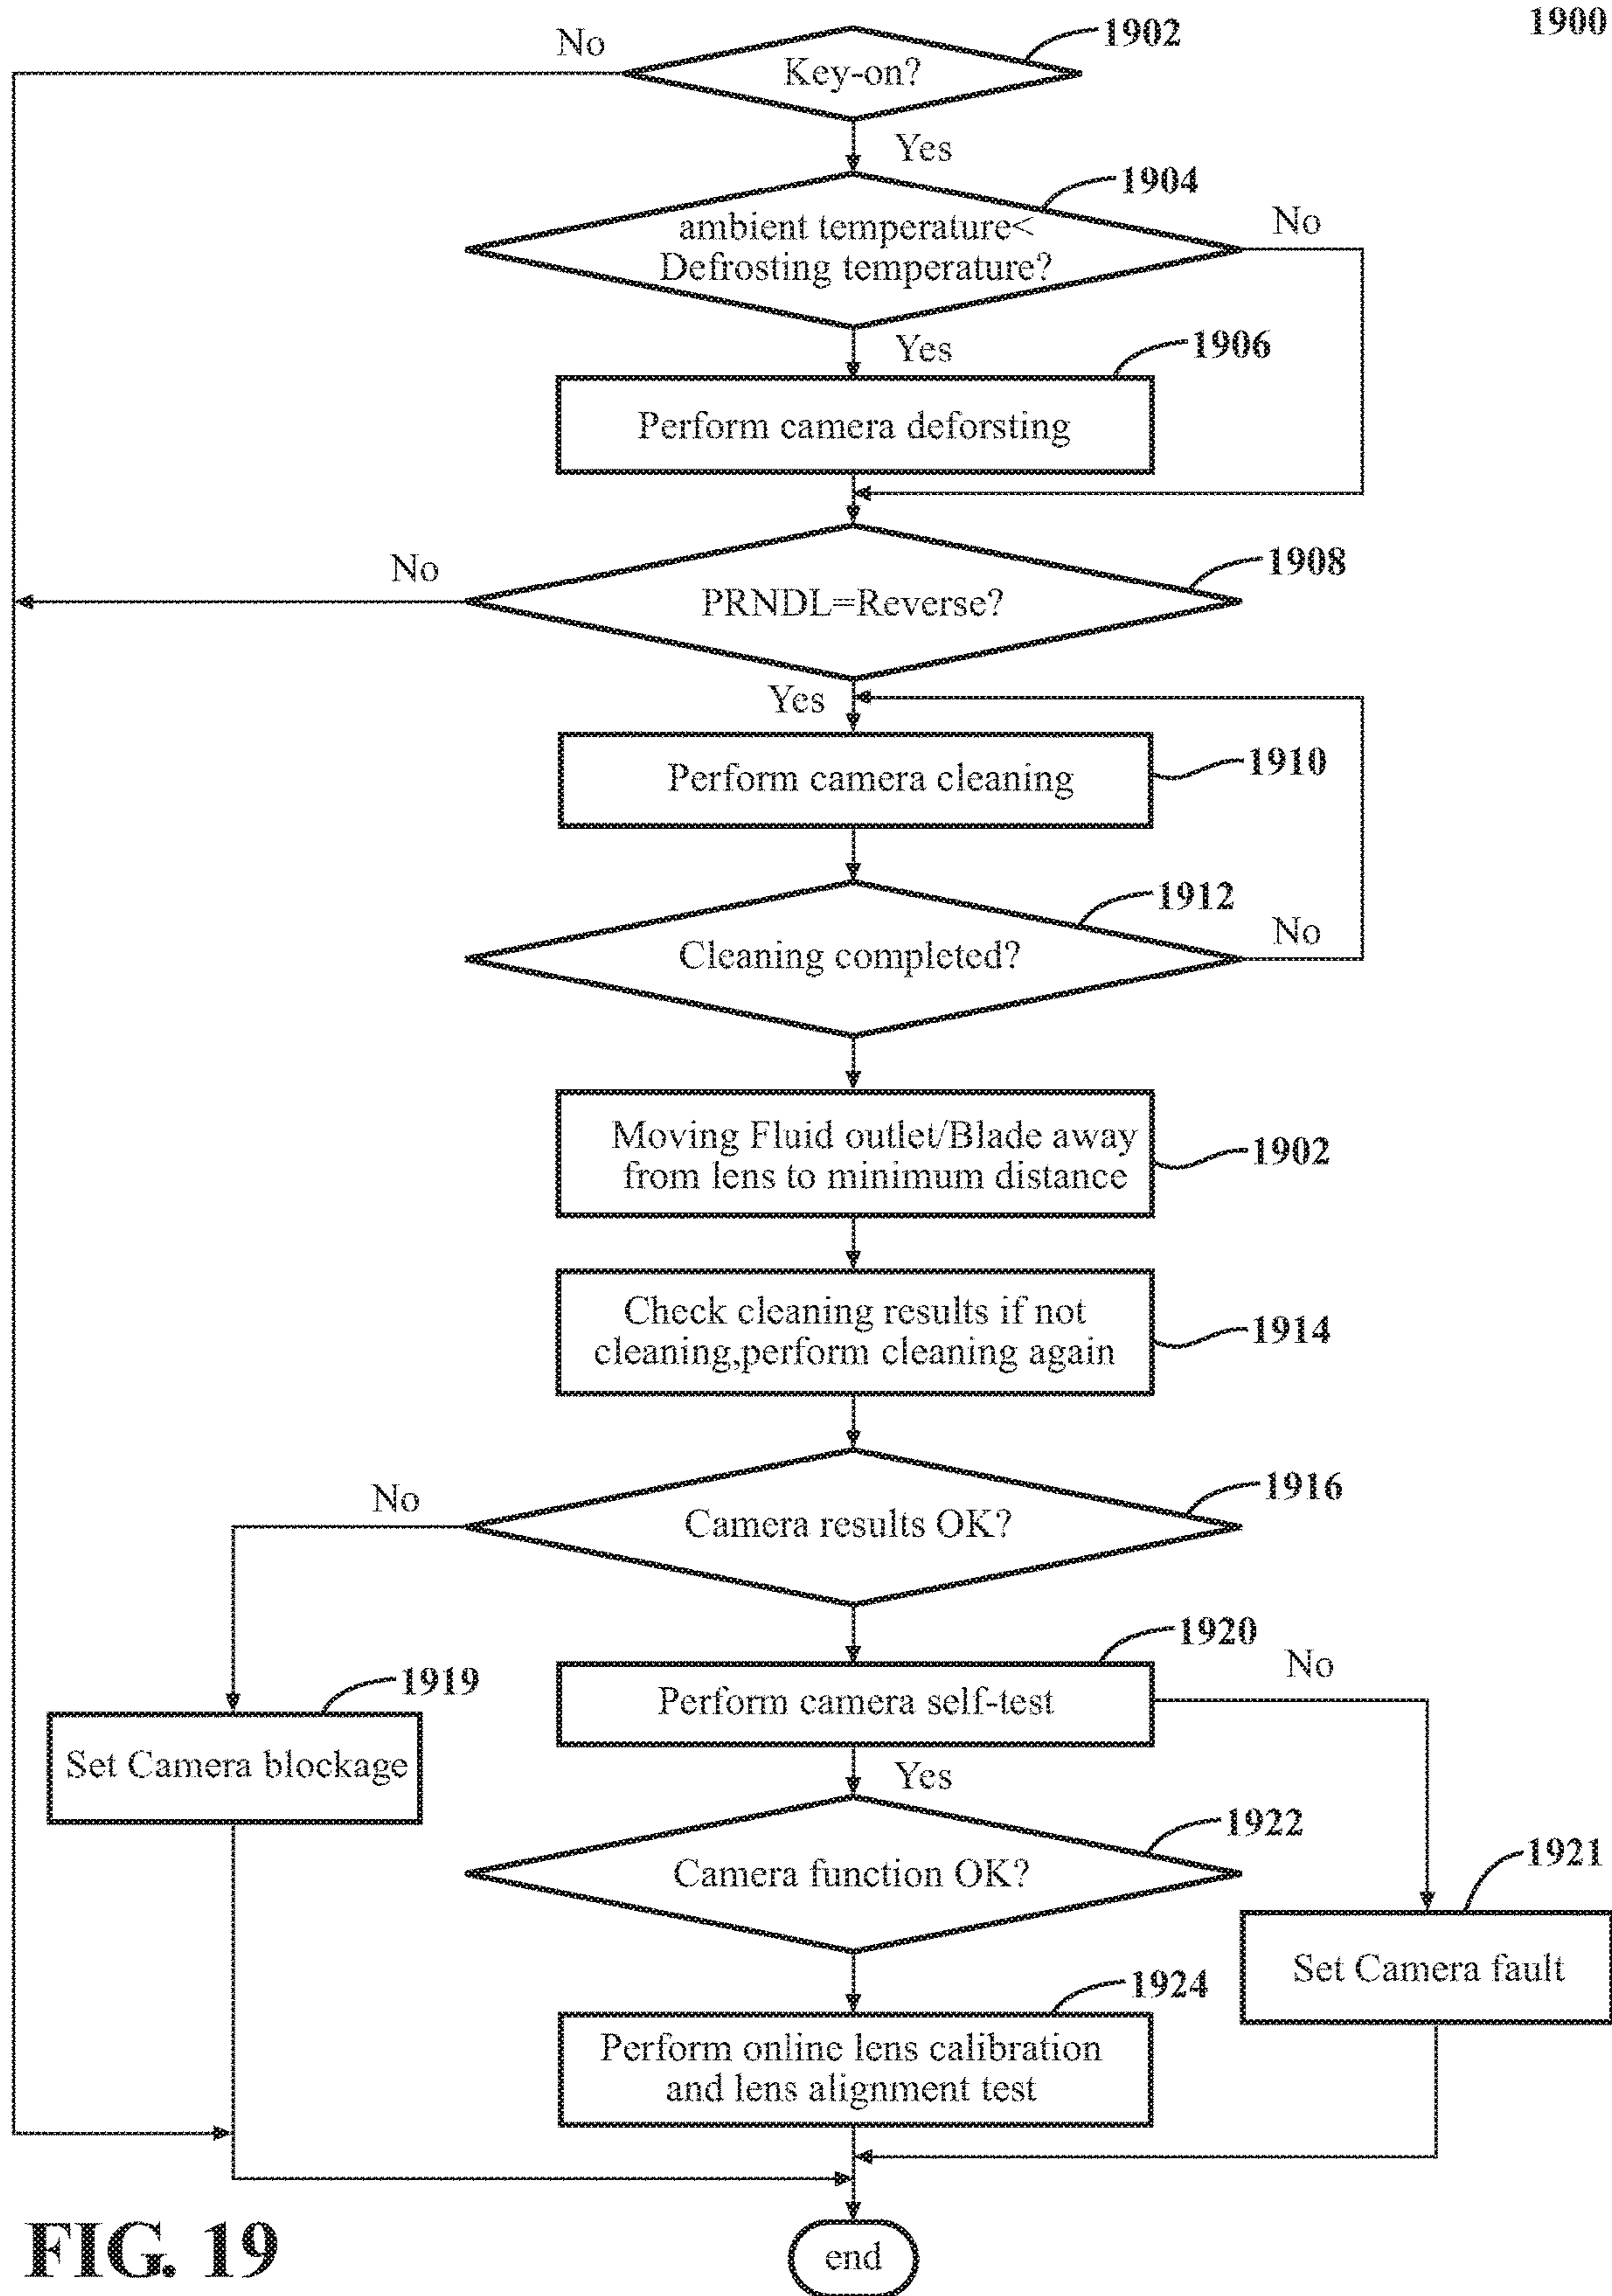 1900
No
1902
Key-on?
Yes
1904
ambient temperature<
Defrosting temperature?
No
Yes
1906
Perform camera deforsting
No
1908
PRNDL=Reverse?
Yes
Perform camera cleaning
1910
1912
Cleaning completed?
No
Moving Fluid outlet/Blade away
from lens to minimum distance
1902
Check cleaning results if not
cleaning,perform cleaning again
1914
No
1916
Camera results OK?
1920
No
1919
Perform camera self-test
Set Camera blockage
Yes
1922
1921
Camera function OK?
Set Camera fault
1924
Perform online lens calibration
and lens alignment test
FIG. 19
end